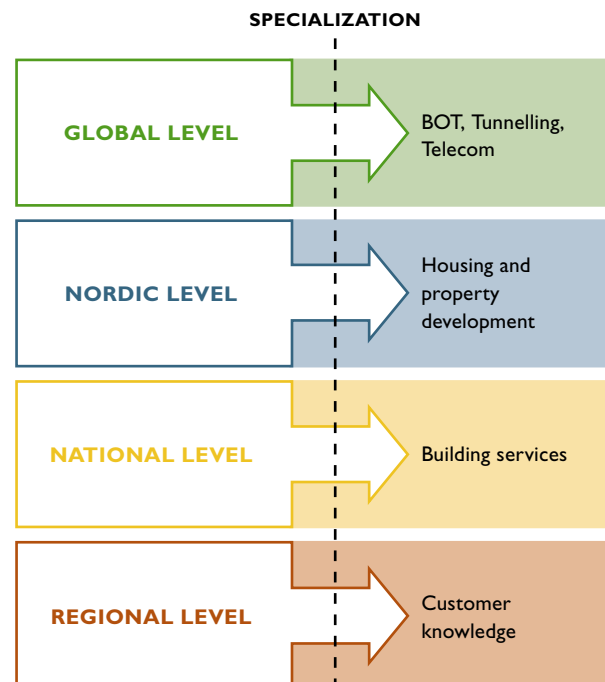 SPECIALIZATION
GLOBAL LEVEL
BOT, Tunnelling,
Telecom
NORDIC LEVEL
Housing and
property
development
NATIONAL LEVEL
Building services
REGIONAL LEVEL
Customer
knowledge